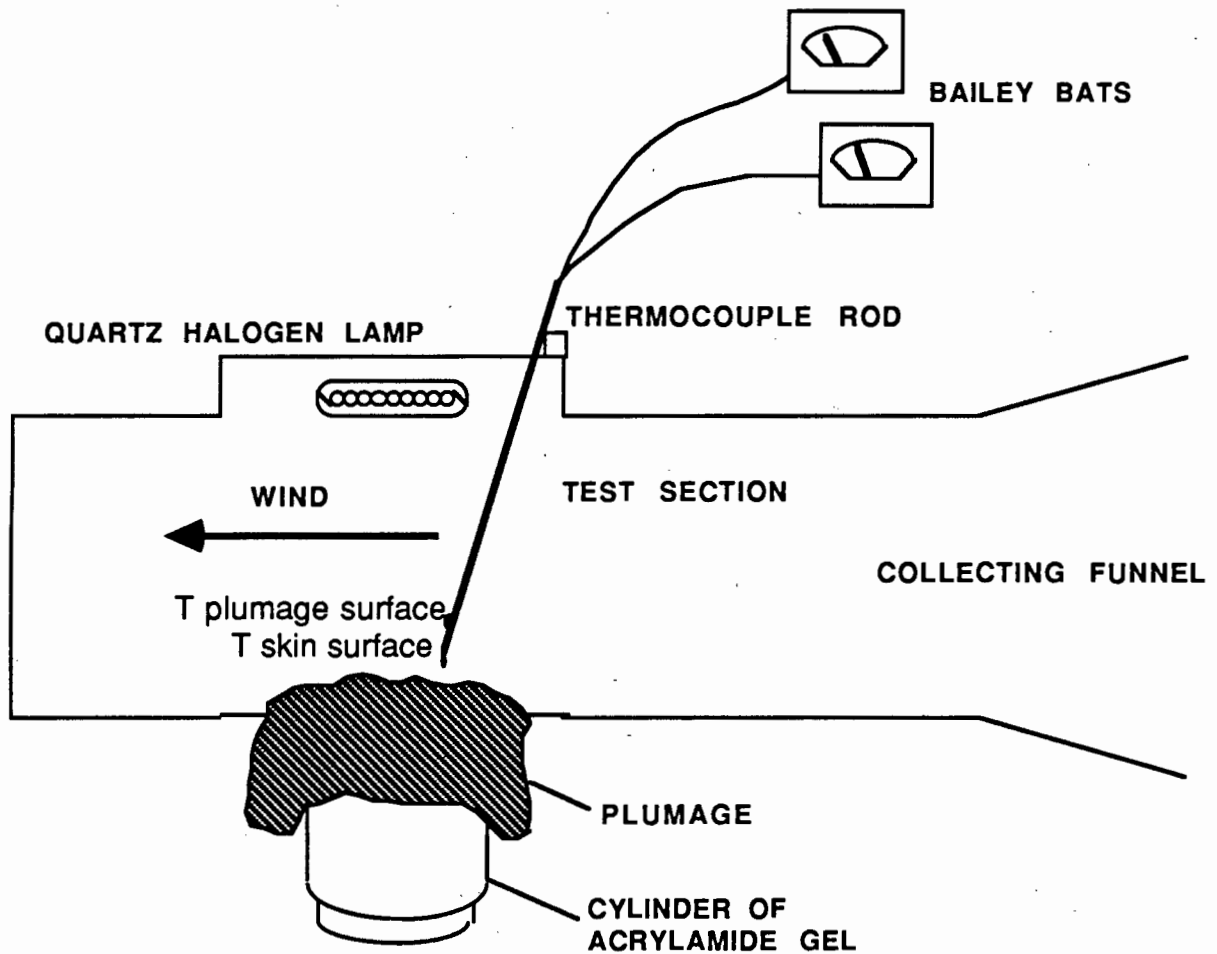 BAILEY BATS
THERMOCOUPLE ROD
QUARTZ HALOGEN LAMP
WIND
TEST SECTION
COLLECTING FUNNEL
T plumage surface
T skin surface
PLUMAGE
CYLINDER OF
ACRYLAMIDE GEL